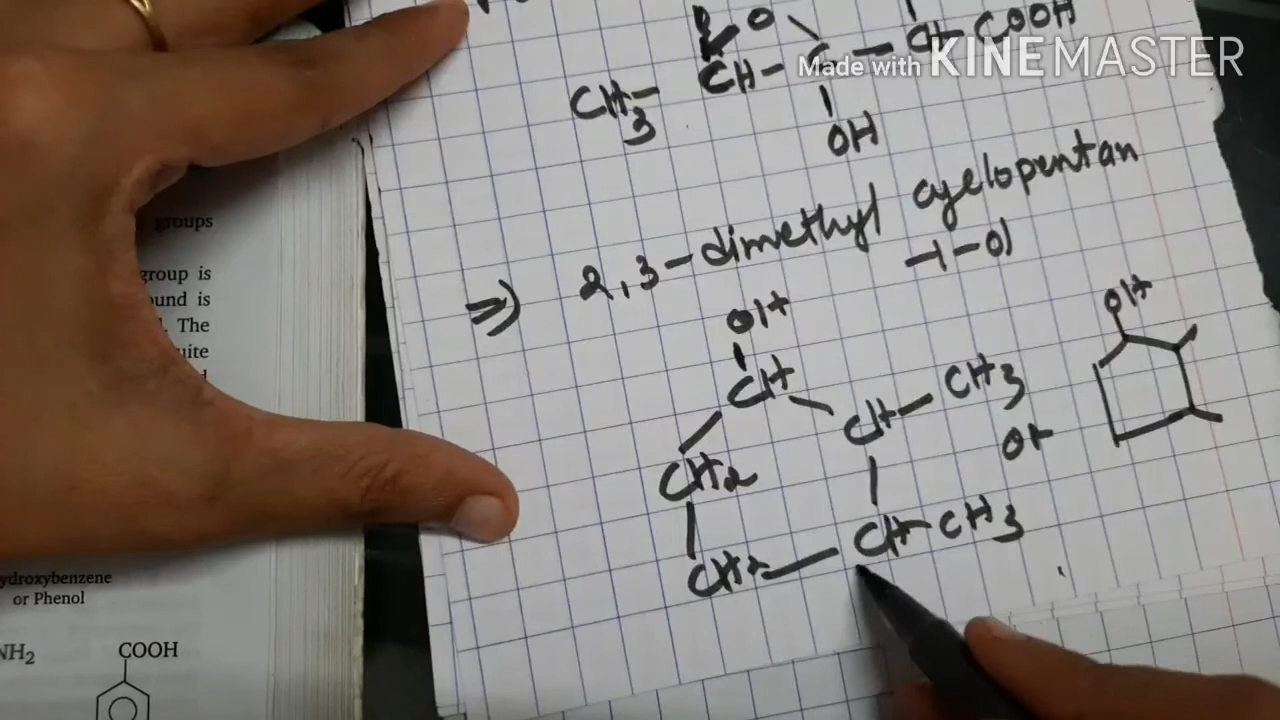 Br O
CH3 - CH - C - CH - COOH
OH
Made with KINEMASTER
=>) 2,3-dimethyl cyclopentan
-1-ol
OH
CH
CH - CH3
CH2
CH - CH3
CH2
or
OH
groups
group is
ound is
. The
uite
ydroxybenzene
or Phenol
NH2
COOH